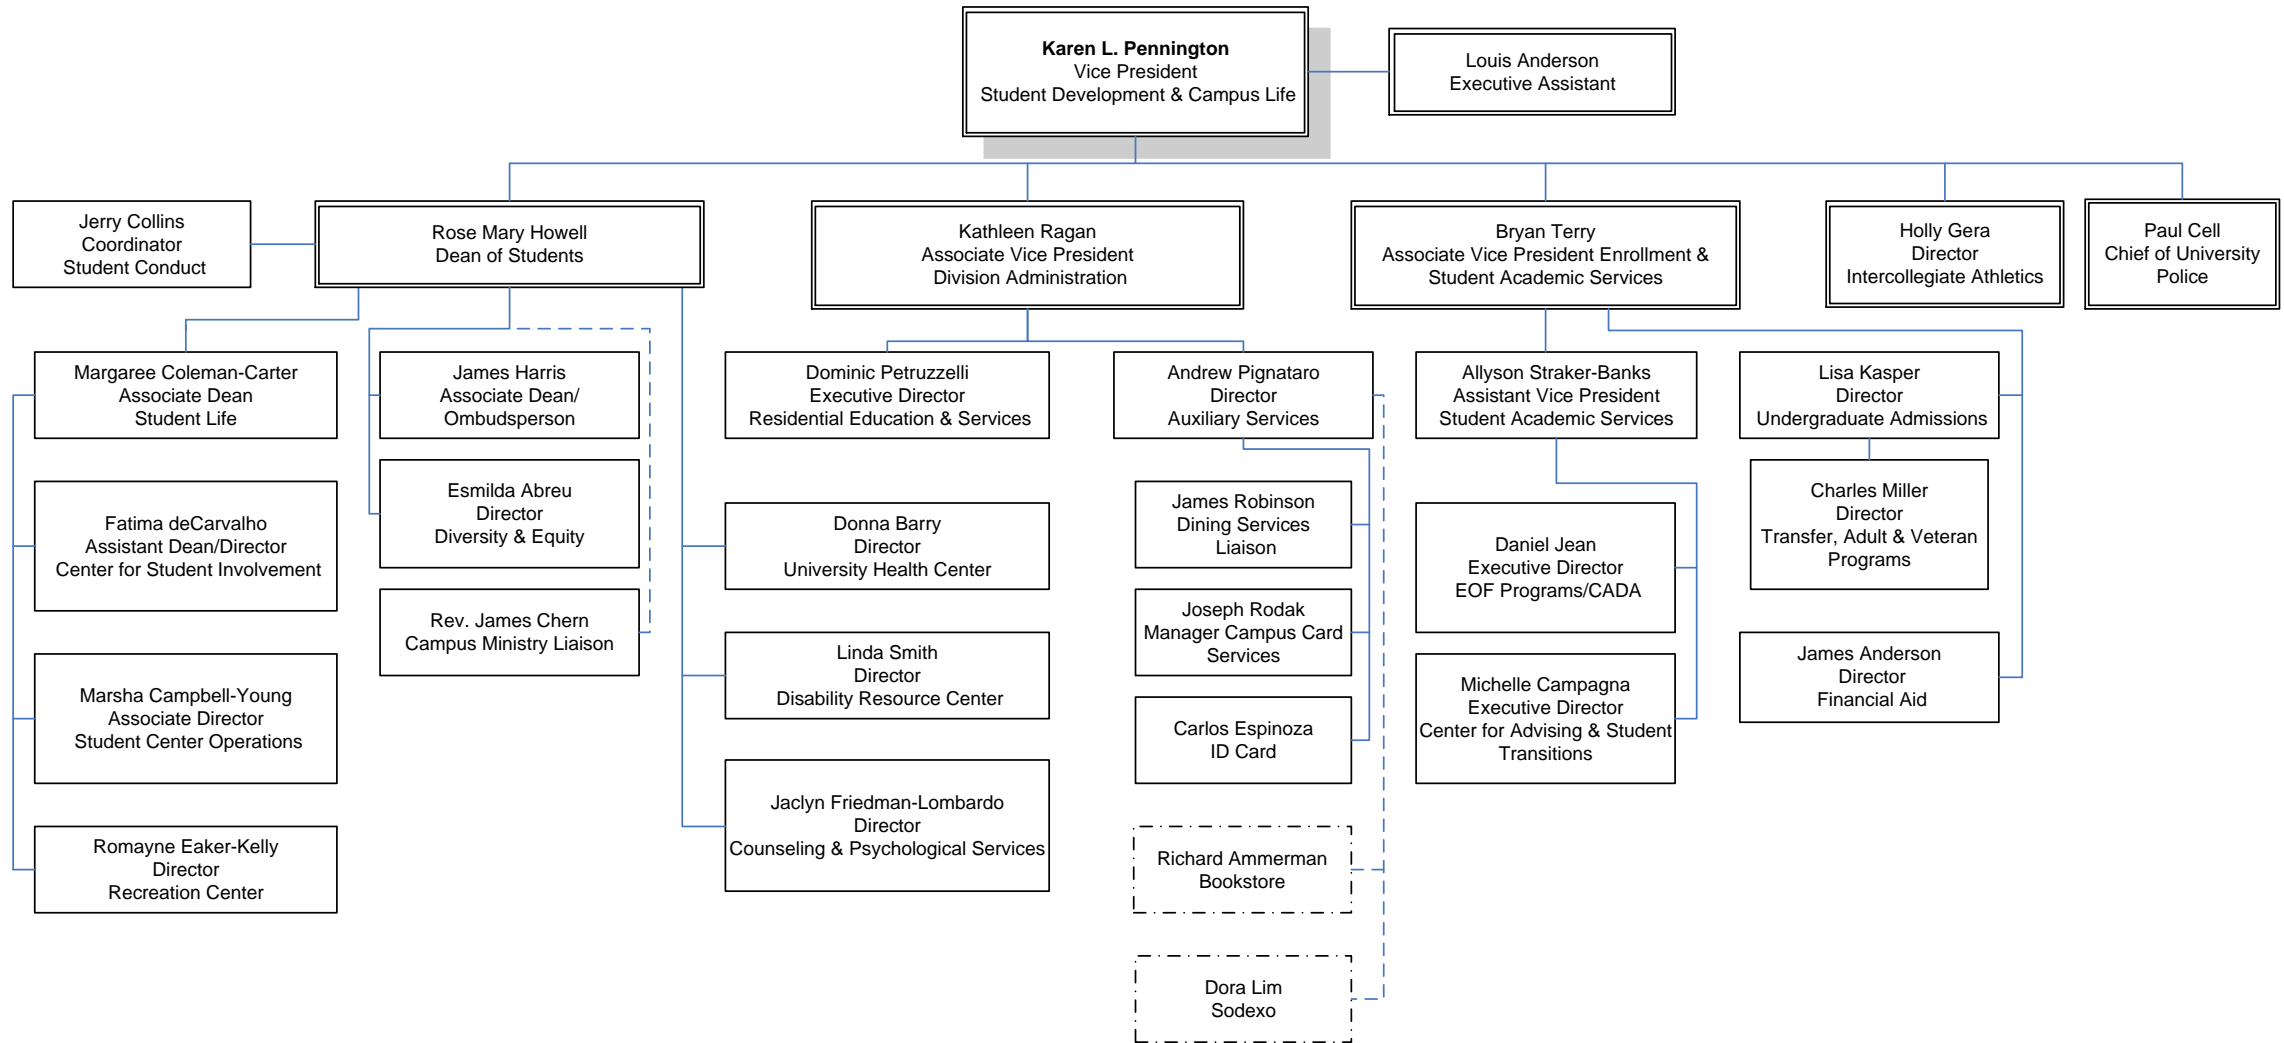 Karen L. Pennington
Vice President
Student Development & Campus Life
Louis Anderson
Executive Assistant
Jerry Collins
Coordinator
Student Conduct
Rose Mary Howell
Dean of Students
Kathleen Ragan
Associate Vice President
Division Administration
Bryan Terry
Associate Vice President Enrollment &
Student Academic Services
Holly Gera
Director
Intercollegiate Athletics
Paul Cell
Chief of University
Police
Margaree Coleman-Carter
Associate Dean
Student Life
James Harris
Associate Dean/
Ombudsperson
Dominic Petruzzelli
Executive Director
Residential Education & Services
Andrew Pignataro
Director
Auxiliary Services
Allyson Straker-Banks
Assistant Vice President
Student Academic Services
Lisa Kasper
Director
Undergraduate Admissions
Fatima deCarvalho
Assistant Dean/Director
Center for Student Involvement
Esmilda Abreu
Director
Diversity & Equity
Donna Barry
Director
University Health Center
James Robinson
Dining Services
Liaison
Daniel Jean
Executive Director
EOF Programs/CADA
Charles Miller
Director
Transfer, Adult & Veteran
Programs
Rev. James Chern
Campus Ministry Liaison
Joseph Rodak
Manager Campus Card
Services
Marsha Campbell-Young
Associate Director
Student Center Operations
Linda Smith
Director
Disability Resource Center
Carlos Espinoza
ID Card
Michelle Campagna
Executive Director
Center for Advising & Student
Transitions
James Anderson
Director
Financial Aid
Romayne Eaker-Kelly
Director
Recreation Center
Jaclyn Friedman-Lombardo
Director
Counseling & Psychological Services
Richard Ammerman
Bookstore
Dora Lim
Sodexo